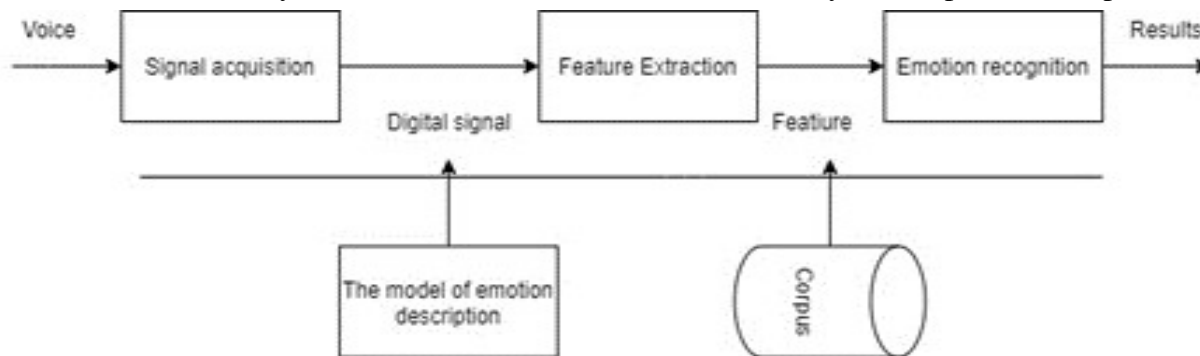 Voice
Results
Signal acquisition
Feature Extraction
Emotion recognition
Digital signal
Featiure
The model of emotion
description
Corpus